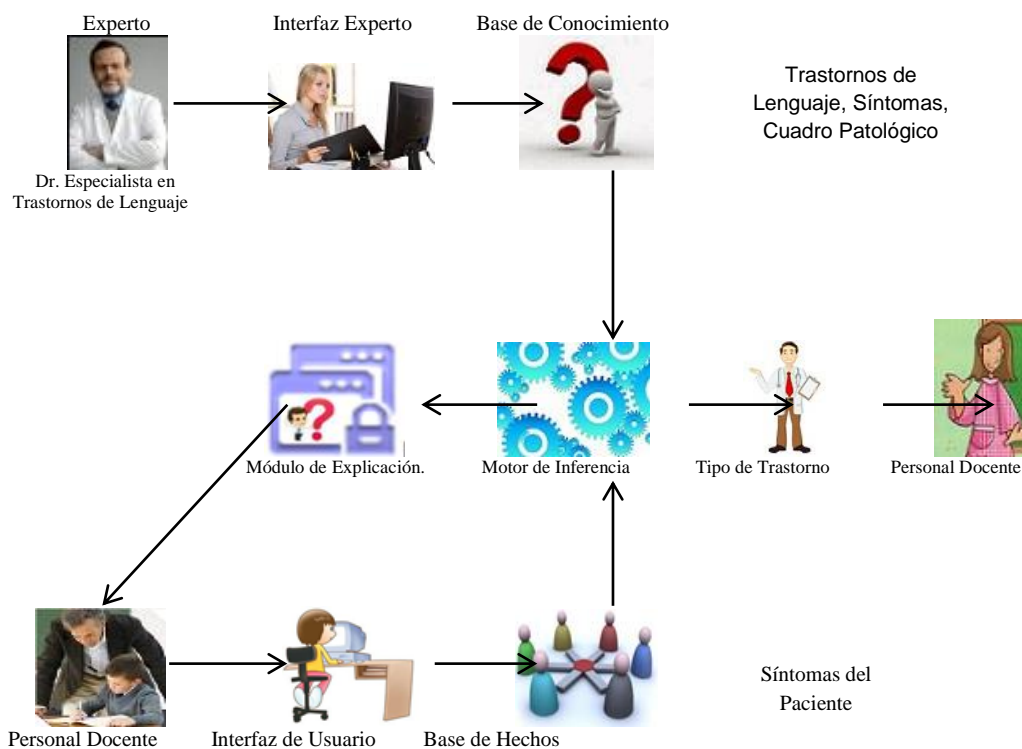 Experto
Interfaz Experto
Base de Conocimiento
Trastornos de
Lenguaje, Síntomas,
Cuadro Patológico
Dr. Especialista en
Trastornos de Lenguaje
Módulo de Explicación.
Motor de Inferencia
Tipo de Trastorno
Personal Docente
Síntomas del
Paciente
Personal Docente
Interfaz de Usuario
Base de Hechos